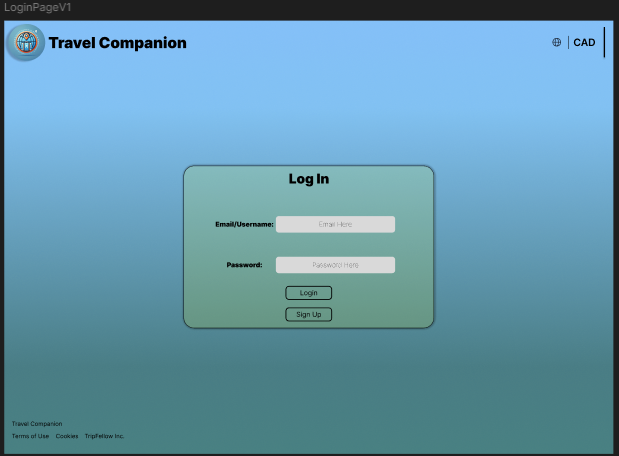 LoginPageV1
Travel Companion
CAD
Log In
Email/Username: Email Here
Password: Password Here
Login
Sign Up
Travel Companion
Terms of Use Cookies TripFellow Inc.